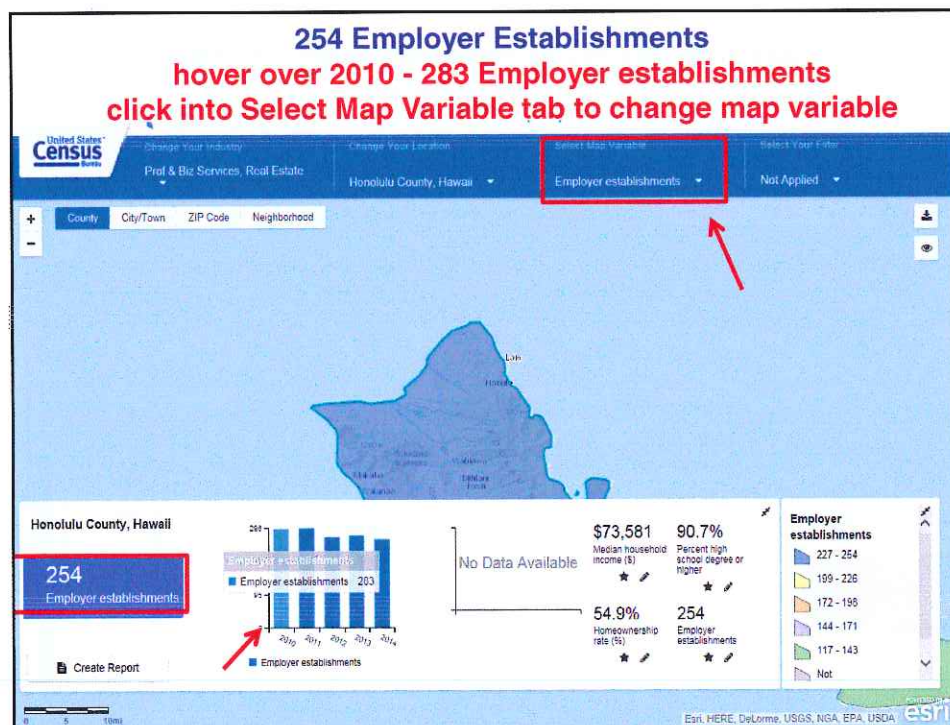 254 Employer Establishments
hover over 2010 - 283 Employer establishments
click into Select Map Variable tab to change map variable
United States
Census
Bureau
Change Your Industry
Prof & Biz Services, Real Estate
Change Your Location
Honolulu County, Hawaii
Select Map Variable
Employer establishments
Select Your Filter
Not Applied
+
−
County City/Town ZIP Code Neighborhood
Laie
Honolulu County, Hawaii
254
Employer establishments
Create Report
Employer establishments
Employer establishments 283
95
0
2010 2011 2012 2013 2014
Employer establishments
No Data Available
$73,581
Median household income ($)
90.7%
Percent high school degree or higher
54.9%
Homeownership rate (%)
254
Employer establishments
Employer establishments
227 - 254
199 - 226
172 - 198
144 - 171
117 - 143
Not
0 5 10mi
Esri, HERE, DeLorme, USGS, NGA, EPA, USDA
esri